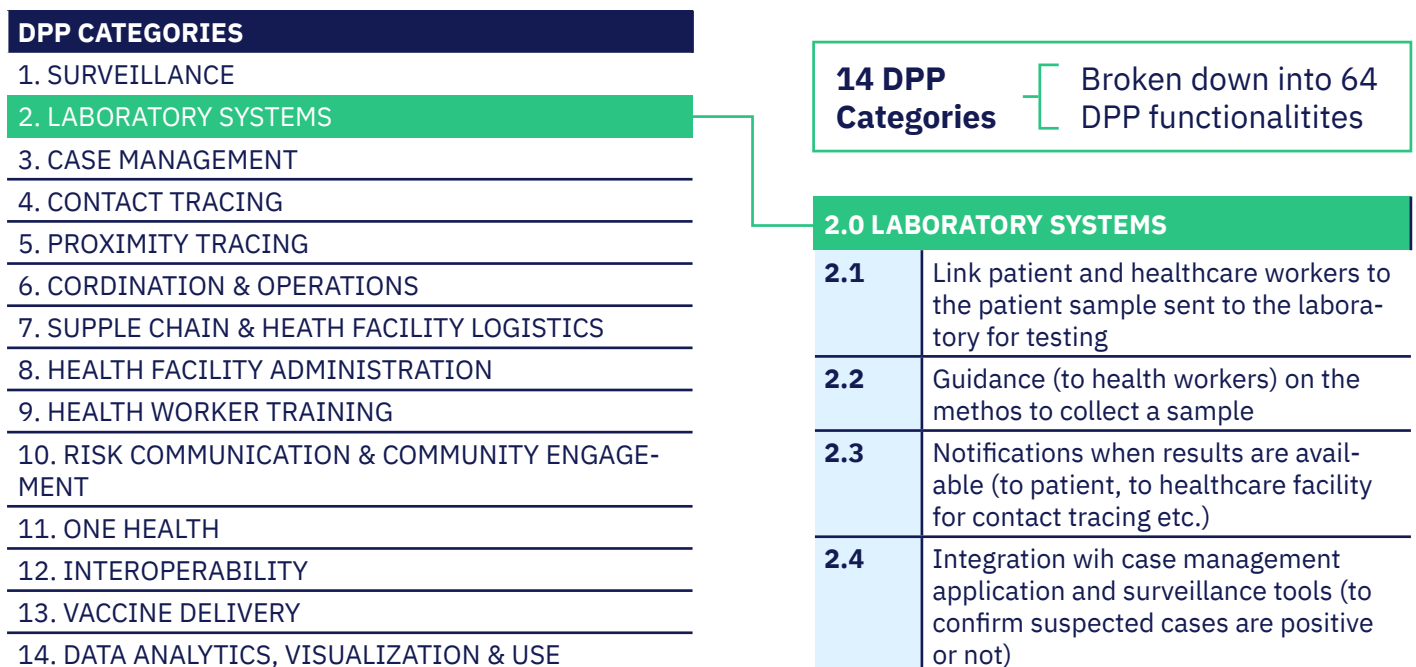 DPP CATEGORIES
1. SURVEILLANCE
2. LABORATORY SYSTEMS
3. CASE MANAGEMENT
4. CONTACT TRACING
5. PROXIMITY TRACING
6. CORDINATION & OPERATIONS
7. SUPPLE CHAIN & HEATH FACILITY LOGISTICS
8. HEALTH FACILITY ADMINISTRATION
9. HEALTH WORKER TRAINING
10. RISK COMMUNICATION & COMMUNITY ENGAGE-
MENT
11. ONE HEALTH
12. INTEROPERABILITY
13. VACCINE DELIVERY
14. DATA ANALYTICS, VISUALIZATION & USE
14 DPP
Categories
Broken down into 64
DPP functionalitites
2.0 LABORATORY SYSTEMS
2.1 Link patient and healthcare workers to
the patient sample sent to the labora-
tory for testing
2.2 Guidance (to health workers) on the
methos to collect a sample
2.3 Notifications when results are avail-
able (to patient, to healthcare facility
for contact tracing etc.)
2.4 Integration wih case management
application and surveillance tools (to
confirm suspected cases are positive
or not)